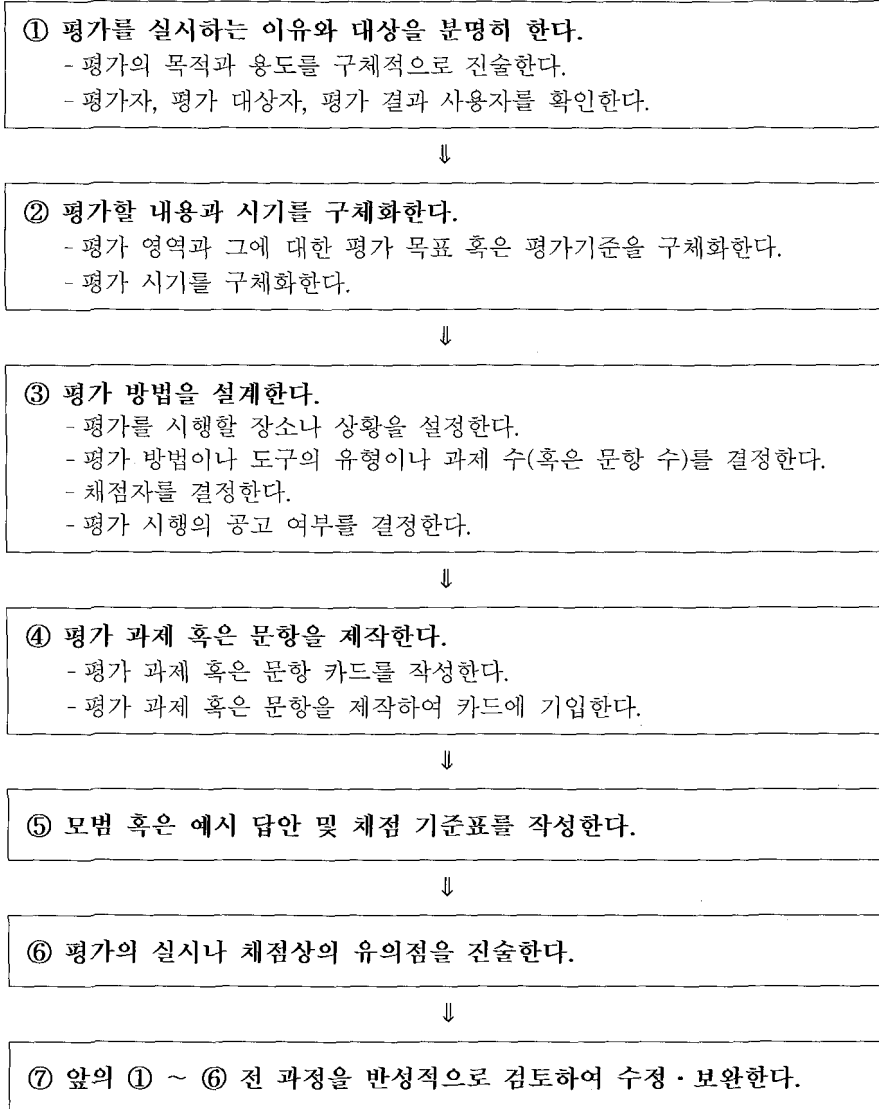 ① 평가를 실시하는 이유와 대상을 분명히 한다.
- 평가의 목적과 용도를 구체적으로 진술한다.
- 평가자, 평가 대상자, 평가 결과 사용자를 확인한다.
⇓
② 평가할 내용과 시기를 구체화한다.
- 평가 영역과 그에 대한 평가 목표 혹은 평가기준을 구체화한다.
- 평가 시기를 구체화한다.
⇓
③ 평가 방법을 설계한다.
- 평가를 시행할 장소나 상황을 설정한다.
- 평가 방법이나 도구의 유형이나 과제 수(혹은 문항 수)를 결정한다.
- 채점자를 결정한다.
- 평가 시행의 공고 여부를 결정한다.
⇓
④ 평가 과제 혹은 문항을 제작한다.
- 평가 과제 혹은 문항 카드를 작성한다.
- 평가 과제 혹은 문항을 제작하여 카드에 기입한다.
⇓
⑤ 모범 혹은 예시 답안 및 채점 기준표를 작성한다.
⇓
⑥ 평가의 실시나 채점상의 유의점을 진술한다.
⇓
⑦ 앞의 ① ~ ⑥ 전 과정을 반성적으로 검토하여 수정·보완한다.